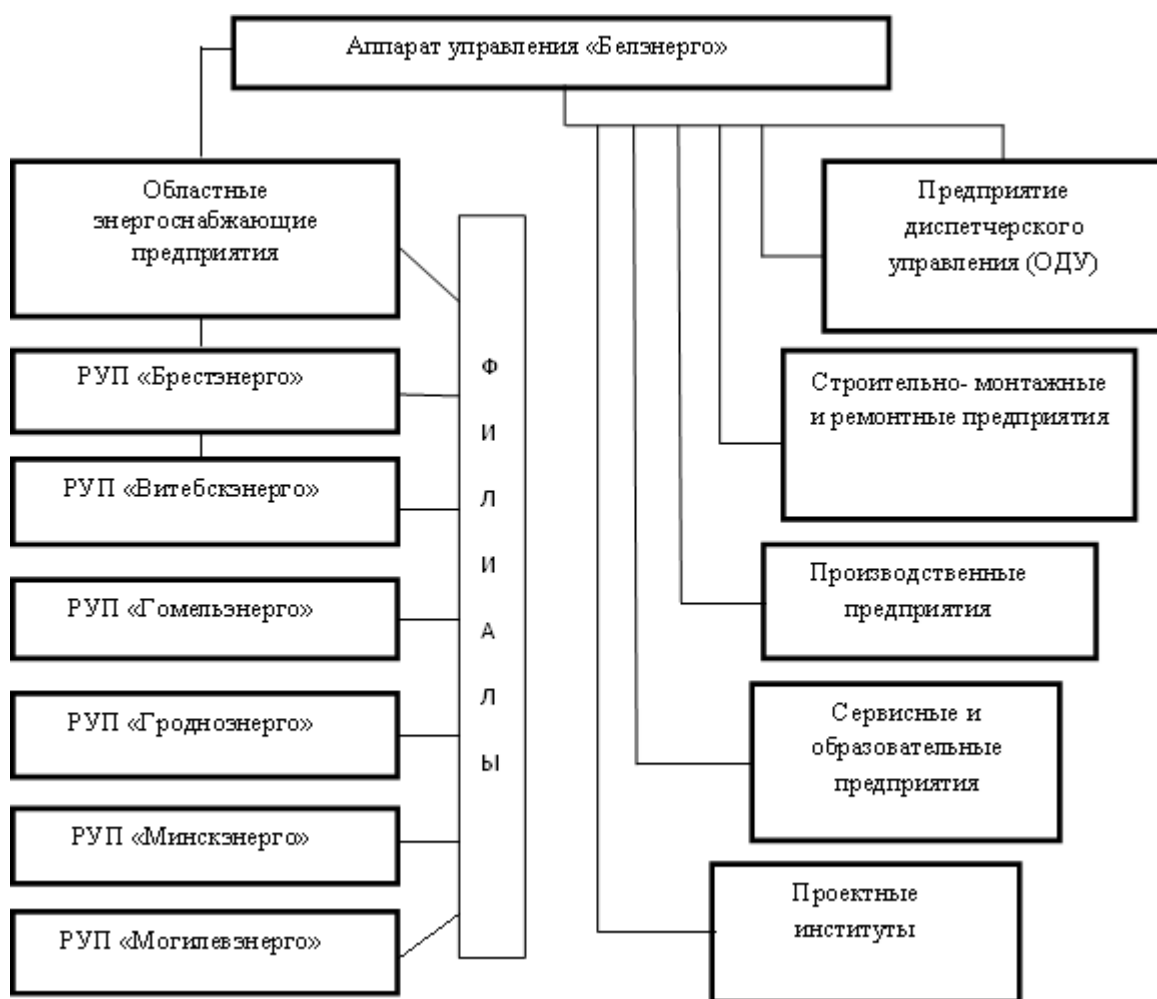 Аппарат управления «Белэнерго»
Областные
энергоснабжающие
предприятия
РУП «Брестэнерго»
РУП «Витебскэнерго»
РУП «Гомельэнерго»
РУП «Гродноэнерго»
РУП «Минскэнерго»
РУП «Могилевэнерго»
Ф
И
Л
И
А
Л
Ы
Предприятие
диспетчерского
управления (ОДУ)
Строительно- монтажные
и ремонтные предприятия
Производственные
предприятия
Сервисные и
образовательные
предприятия
Проектные
институты